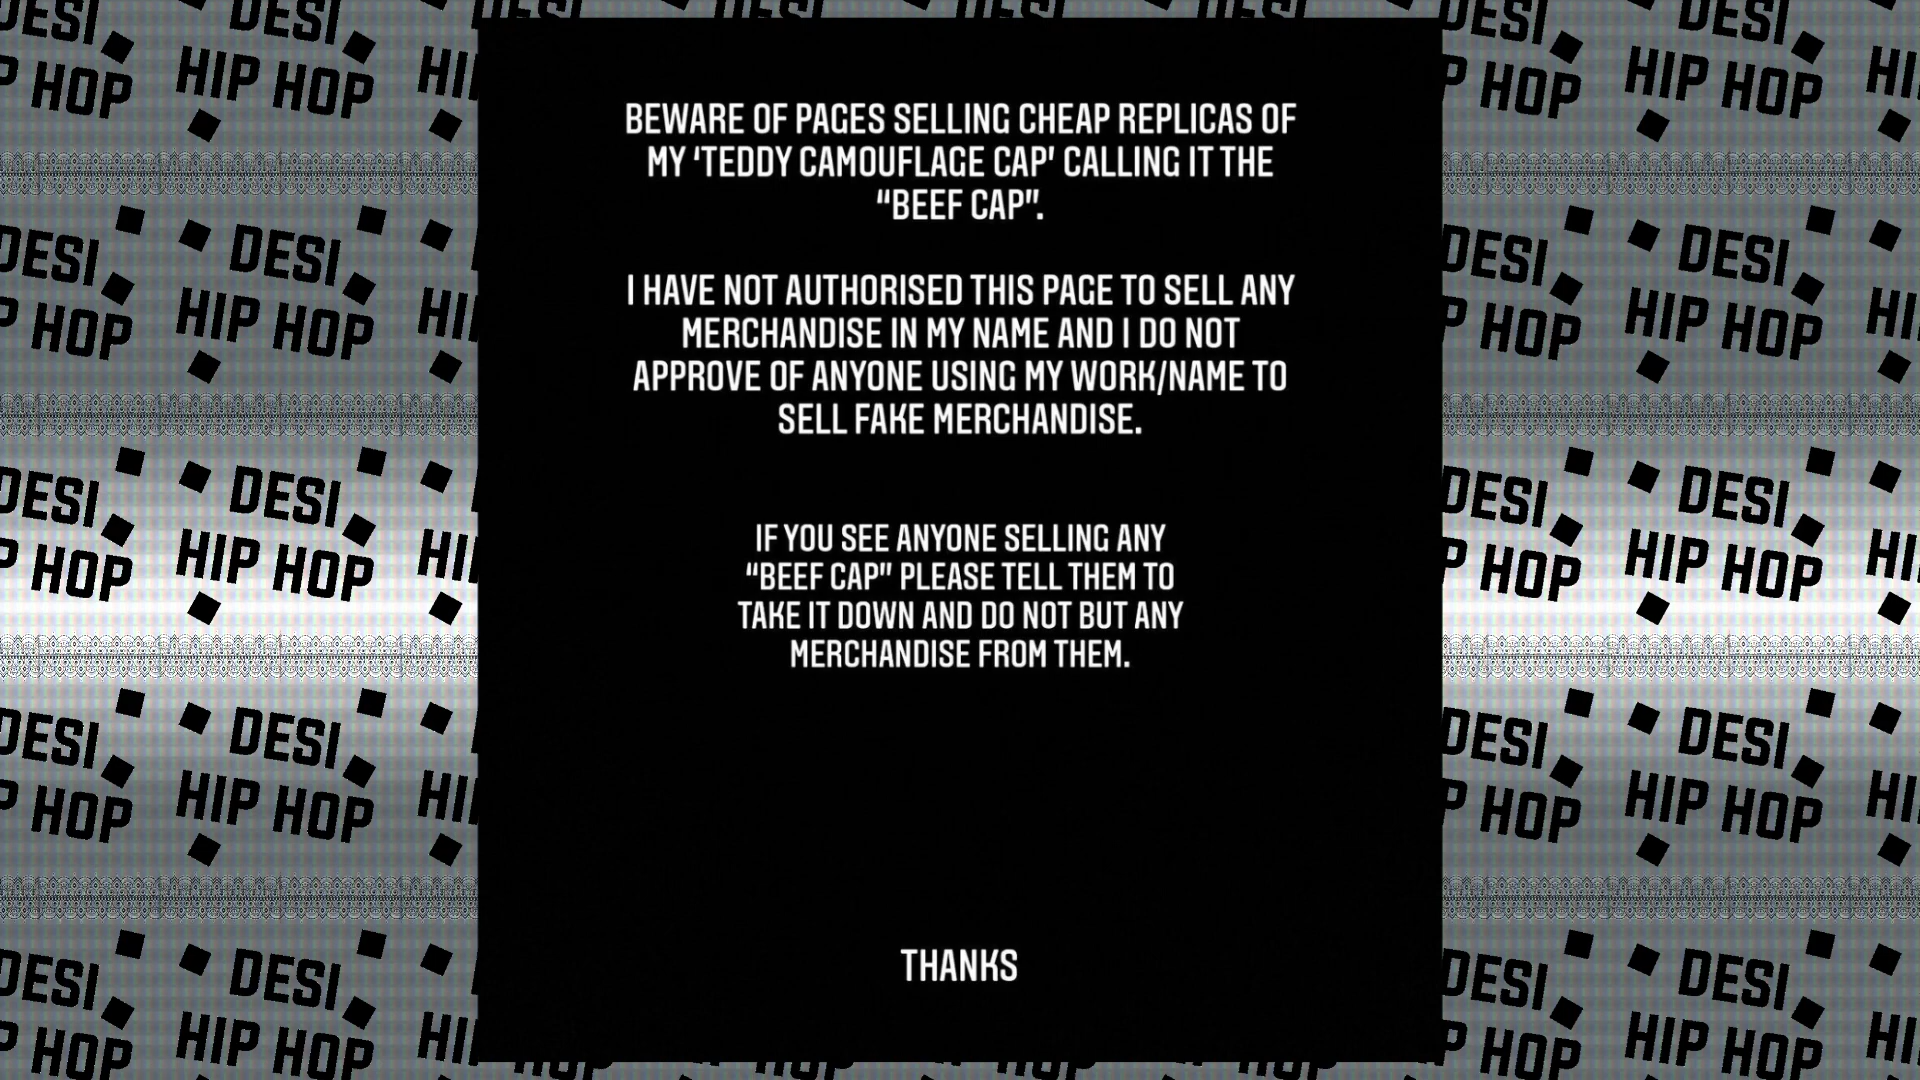 BEWARE OF PAGES SELLING CHEAP REPLICAS OF
MY ‘TEDDY CAMOUFLAGE CAP’ CALLING IT THE
“BEEF CAP”.
I HAVE NOT AUTHORISED THIS PAGE TO SELL ANY
MERCHANDISE IN MY NAME AND I DO NOT
APPROVE OF ANYONE USING MY WORK/NAME TO
SELL FAKE MERCHANDISE.
IF YOU SEE ANYONE SELLING ANY
“BEEF CAP” PLEASE TELL THEM TO
TAKE IT DOWN AND DO NOT BUT ANY
MERCHANDISE FROM THEM.
THANKS
DESI
HIP HOP